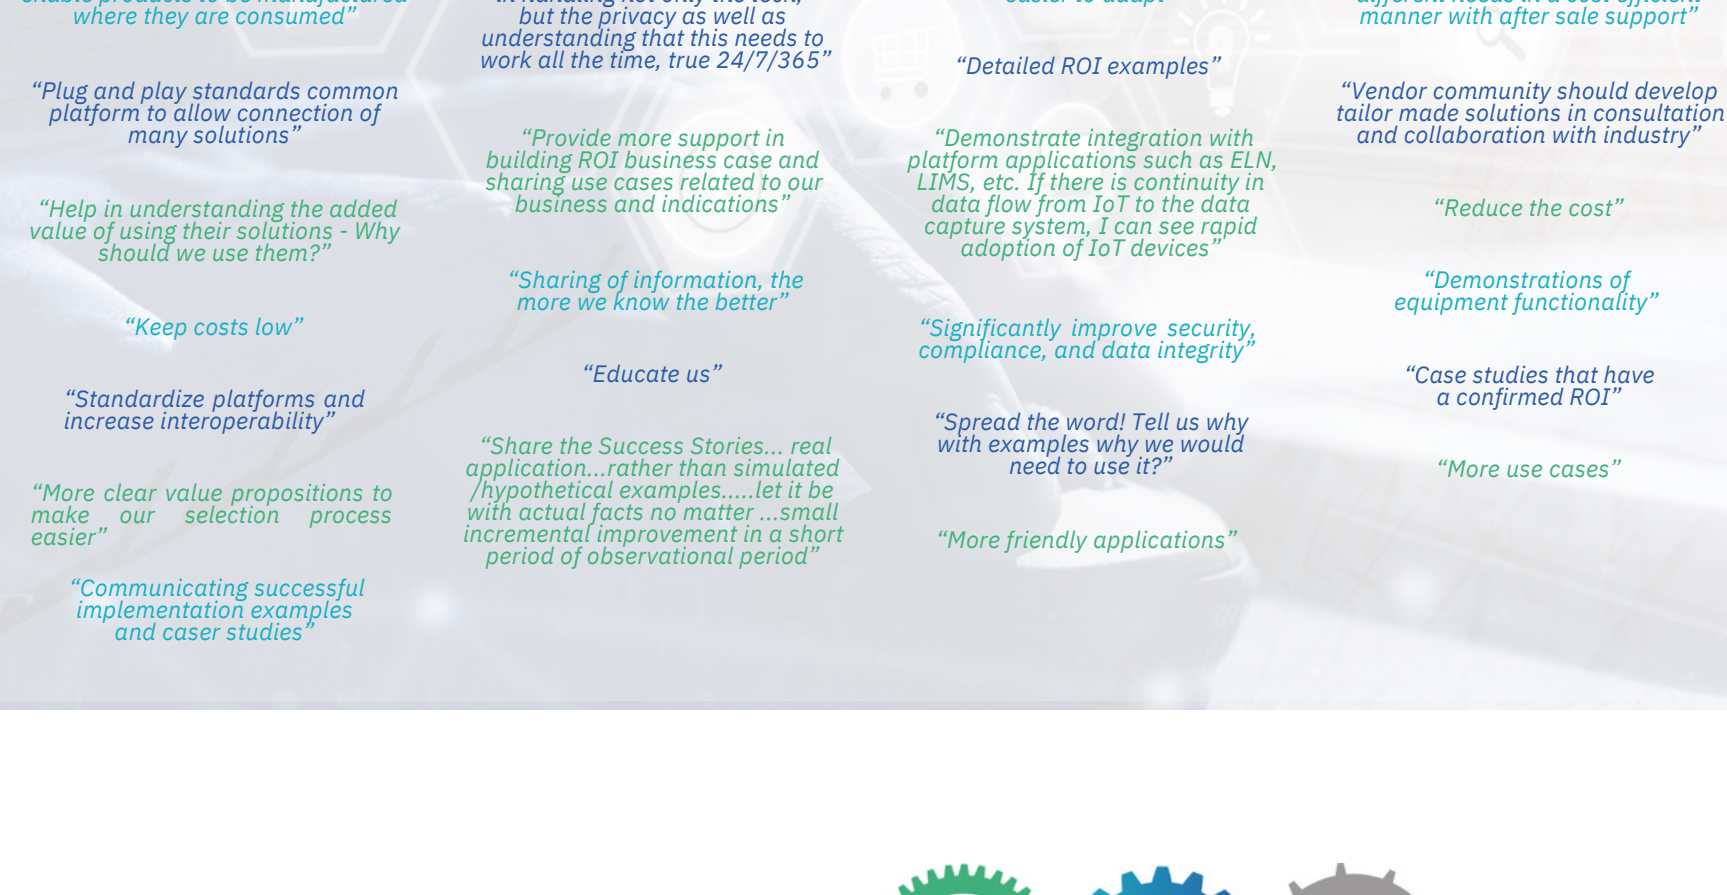 where they are consumed”
“Plug and play standards common
platform to allow connection of
many solutions”
“Help in understanding the added
value of using their solutions - Why
should we use them?”
“Keep costs low”
“Standardize platforms and
increase interoperability”
“More clear value propositions to
make our selection process
easier”
“Communicating successful
implementation examples
and caser studies”
but the privacy as well as
understanding that this needs to
work all the time, true 24/7/365”
“Provide more support in
building ROI business case and
sharing use cases related to our
business and indications”
“Sharing of information, the
more we know the better”
“Educate us”
“Share the Success Stories... real
application...rather than simulated
/hypothetical examples.....let it be
with actual facts no matter ...small
incremental improvement in a short
period of observational period”
“Detailed ROI examples”
“Demonstrate integration with
platform applications such as ELN,
LIMS, etc. If there is continuity in
data flow from IoT to the data
capture system, I can see rapid
adoption of IoT devices”
“Significantly improve security,
compliance, and data integrity”
“Spread the word! Tell us why
with examples why we would
need to use it?”
“More friendly applications”
manner with after sale support”
“Vendor community should develop
tailor made solutions in consultation
and collaboration with industry”
“Reduce the cost”
“Demonstrations of
equipment functionality”
“Case studies that have
a confirmed ROI”
“More use cases”